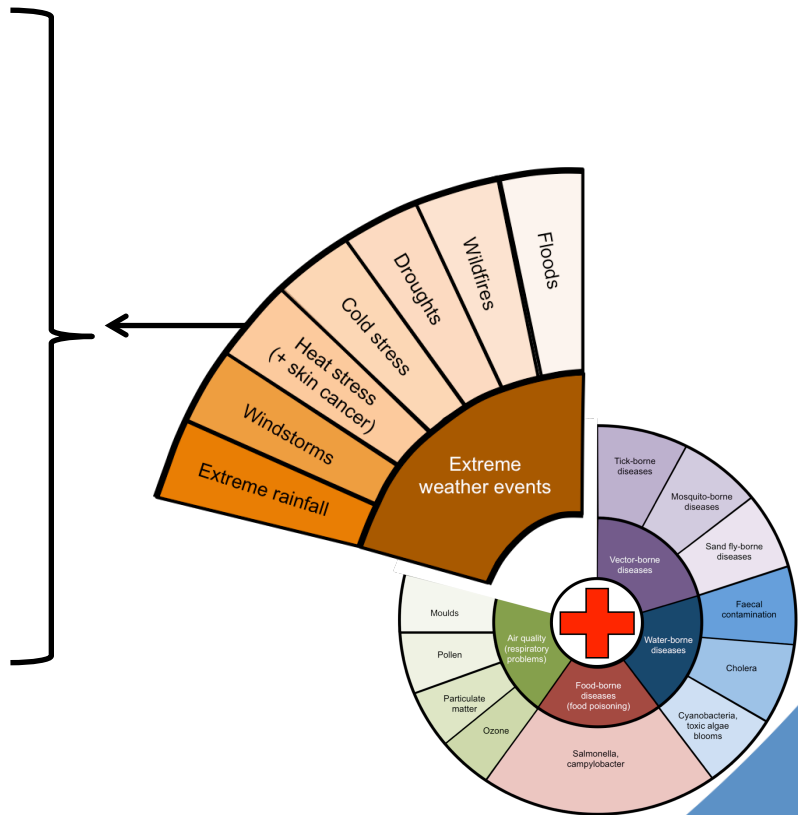 Floods
Wildfires
Droughts
Cold stress
Heat stress
(+ skin cancer)
Windstorms
Extreme rainfall
Extreme
weather events
Tick-borne
diseases
Mosquito-borne
diseases
Sand fly-borne
diseases
Vector-borne
diseases
Faecal
contamination
Water-borne
diseases
Cholera
Cyanobacteria,
toxic algae
blooms
Food-borne
diseases
(food poisoning)
Salmonella,
campylobacter
Air quality
(respiratory
problems)
Moulds
Pollen
Particulate
matter
Ozone